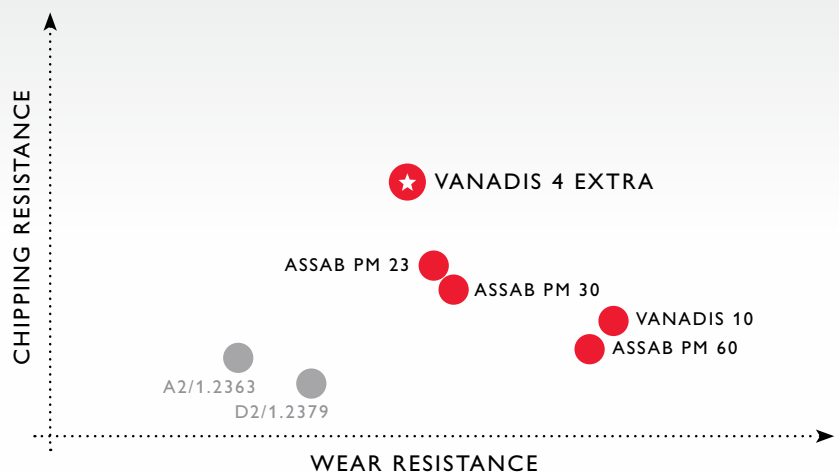 CHIPPING RESISTANCE
VANADIS 4 EXTRA
ASSAB PM 23
ASSAB PM 30
VANADIS 10
ASSAB PM 60
A2/1.2363
D2/1.2379
WEAR RESISTANCE